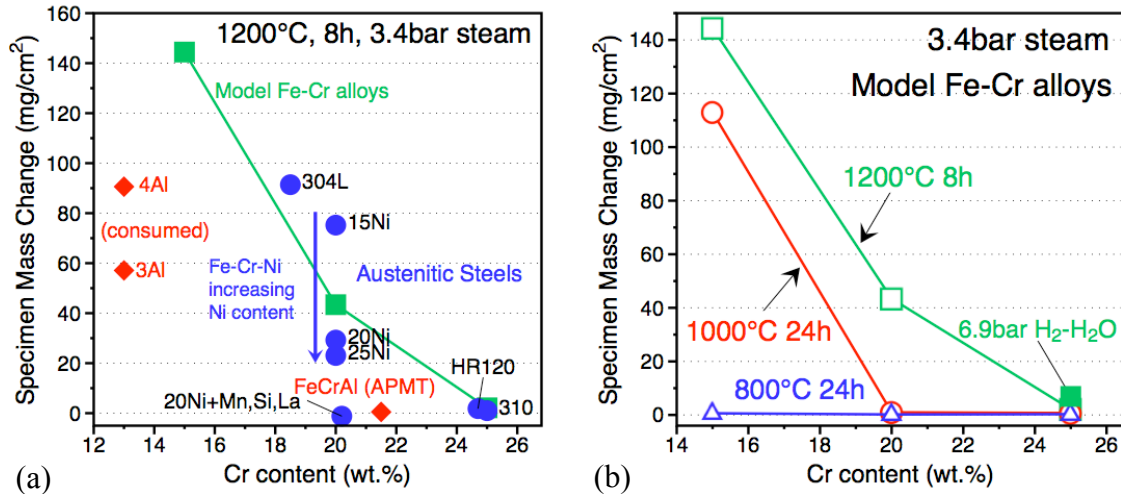 1200°C, 8h, 3.4bar steam
Model Fe-Cr alloys
4Al
(consumed)
3Al
304L
15Ni
Fe-Cr-Ni
increasing
Ni content
Austenitic Steels
20Ni
25Ni
FeCrAl (APMT)
HR120
20Ni+Mn,Si,La
310
Specimen Mass Change (mg/cm²)
160
140
120
100
80
60
40
20
0
12 14 16 18 20 22 24 26
(a) Cr content (wt.%)
(b)
3.4bar steam
Model Fe-Cr alloys
1200°C 8h
1000°C 24h
6.9bar H₂-H₂O
800°C 24h
Specimen Mass Change (mg/cm²)
140
120
100
80
60
40
20
0
14 16 18 20 22 24 26
Cr content (wt.%)